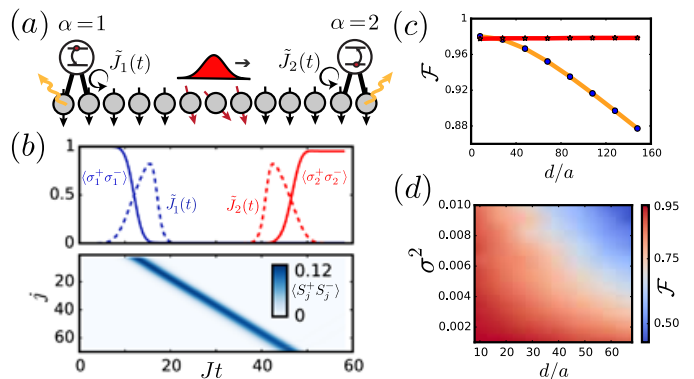 (a)
α=1
J̃₁(t)
J̃₂(t)
α=2
(b)
1
0.5
0
⟨σ₁⁺σ₁⁻⟩
J̃₁(t)
J̃₂(t)
⟨σ₂⁺σ₂⁻⟩
j
0
20
40
60
0.12
⟨Sⱼ⁺Sⱼ⁻⟩
0
0 20 40 60
Jt
(c)
ℱ
1
0.96
0.92
0.88
0 40 80 120 160
d/a
(d)
σ²
0.010
0.008
0.006
0.004
0.002
10 20 30 40 50 60
d/a
0.95
0.75
0.50
ℱ